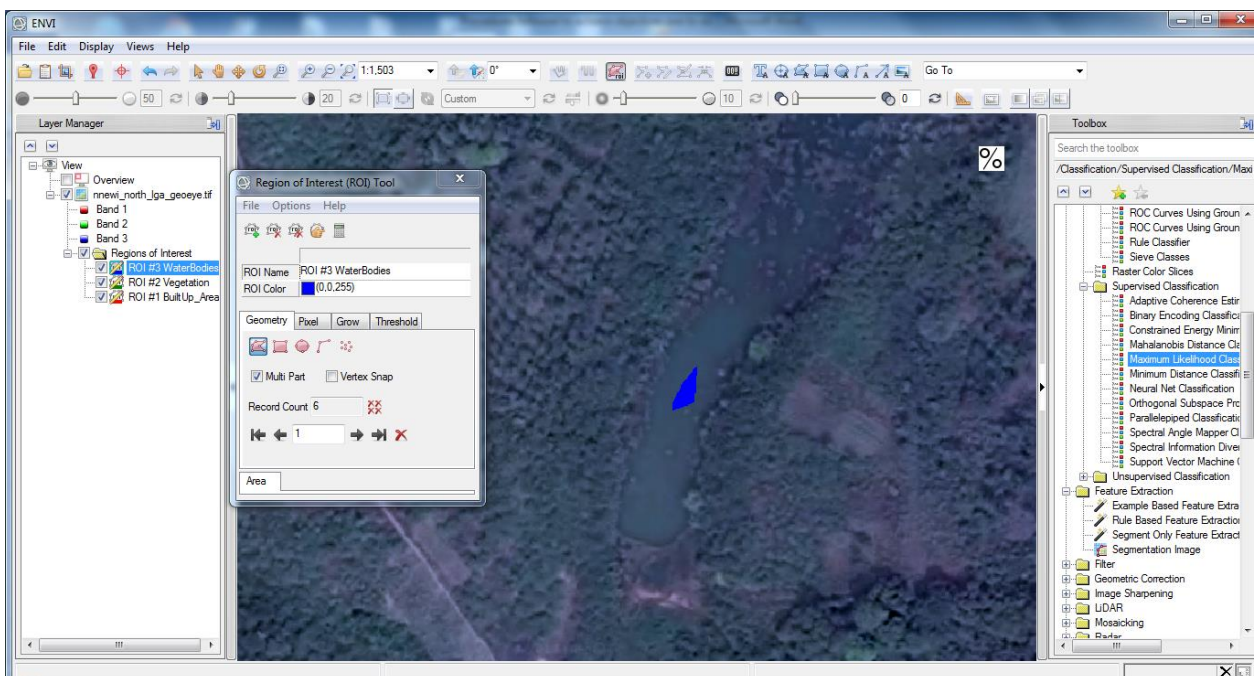 ENVI
File Edit Display Views Help
1:1,503 0° Go To
50 20 Custom 10 0
Layer Manager
View
Overview
nnewi_north_lga_geoeye.tif
Band 1
Band 2
Band 3
Regions of Interest
ROI #3 WaterBodies
ROI #2 Vegetation
ROI #1 BuiltUp_Area
Region of Interest (ROI) Tool
File Options Help
ROI Name ROI #3 WaterBodies
ROI Color (0,0,255)
Geometry Pixel Grow Threshold
Multi Part Vertex Snap
Record Count 6
1
Area
%
Toolbox
Search the toolbox
/Classification/Supervised Classification/Maxi
ROC Curves Using Groun
ROC Curves Using Groun
Rule Classifier
Sieve Classes
Raster Color Slices
Supervised Classification
Adaptive Coherence Estir
Binary Encoding Classifica
Constrained Energy Minim
Mahalanobis Distance Cla
Maximum Likelihood Class
Minimum Distance Classifi
Neural Net Classification
Orthogonal Subspace Pro
Parallelepiped Classificatio
Spectral Angle Mapper Cl
Spectral Information Diver
Support Vector Machine C
Unsupervised Classification
Feature Extraction
Example Based Feature Extra
Rule Based Feature Extraction
Segment Only Feature Extract
Segmentation Image
Filter
Geometric Correction
Image Sharpening
LiDAR
Mosaicking
Radar